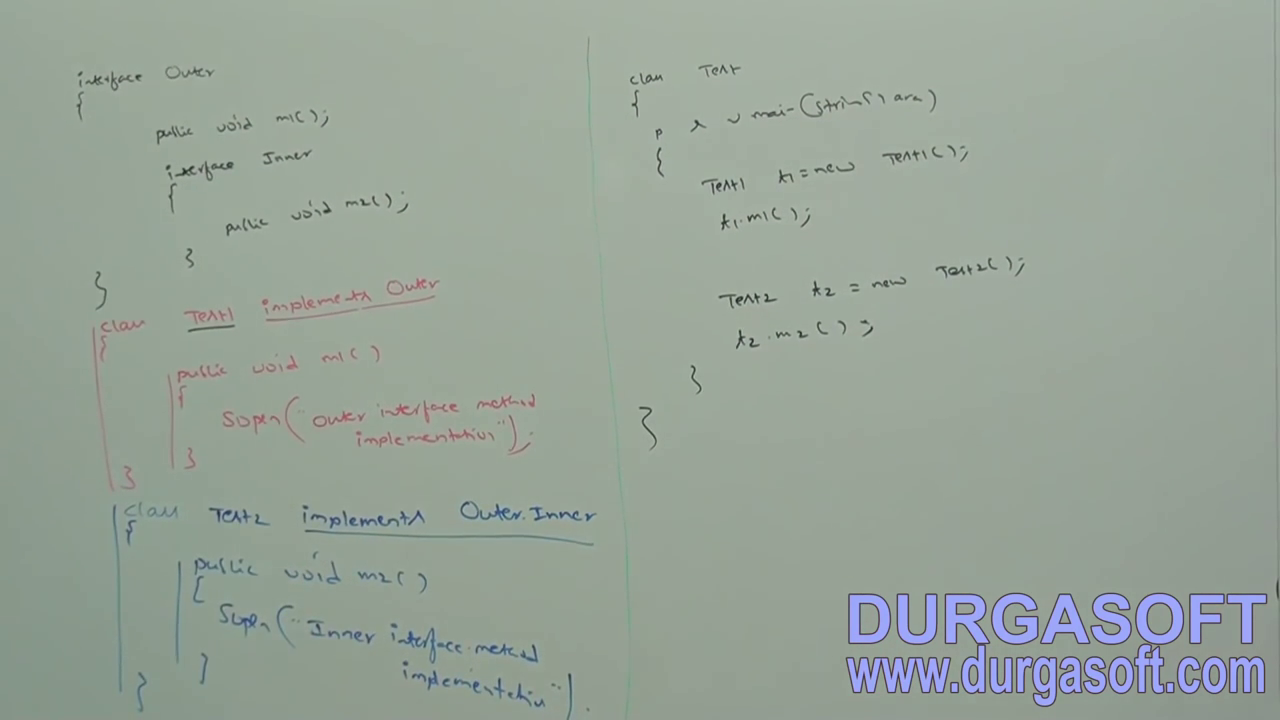 interface Outer
{
public void m1();
interface Inner
{
public void m2();
}
}
class Test1 implements Outer
{
public void m1()
{
Sopln("Outer interface method
implementation");
}
}
class Test2 implements Outer.Inner
{
public void m2()
{
Sopln("Inner interface method
implementation").
}
}
class Test
{
p s v main(String[] args)
{
Test1 t1 = new Test1();
t1.m1();
Test2 t2 = new Test2();
t2.m2();
}
}
DURGASOFT
www.durgasoft.com